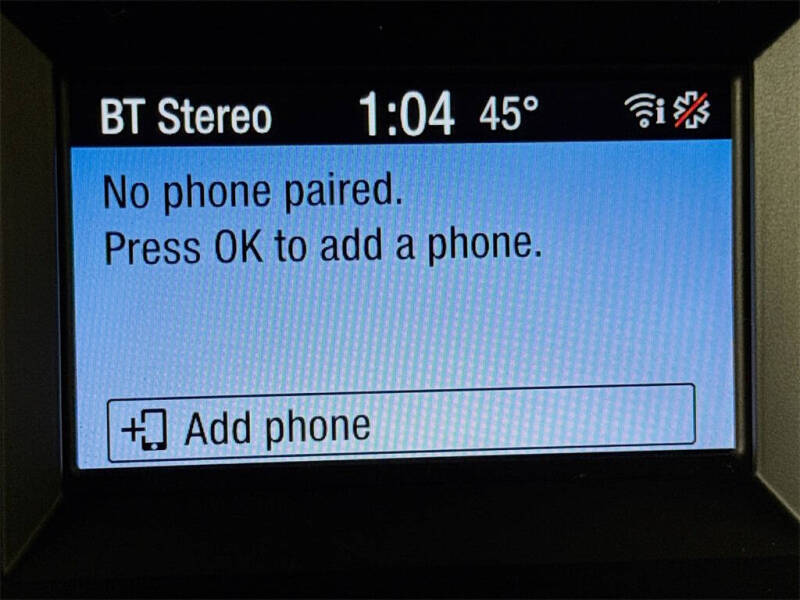 BT Stereo 1:04 45° i
No phone paired.
Press OK to add a phone.
Add phone